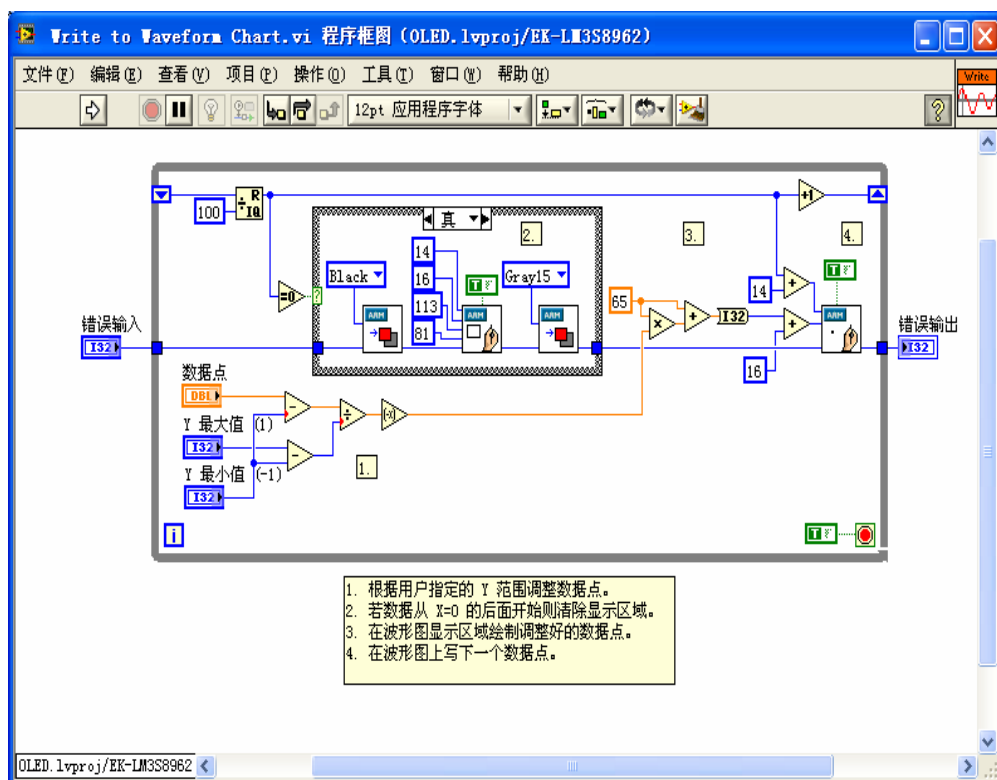 Write to Waveform Chart.vi 程序框图 (OLED.lvproj/EK-LM3S8962)
文件(F) 编辑(E) 查看(V) 项目(P) 操作(O) 工具(T) 窗口(W) 帮助(H)
12pt 应用程序字体
?
Write
R
÷ IQ
+1
100
真
2.
3.
4.
14
T
Black
16
T
Gray15
14
+
=0
?
113
ARM
ARM
ARM
65
+
I32
+
ARM
错误输入
81
x
错误输出
I32
I32
16
数据点
DBL
-
÷
-x
Y 最大值 (1)
I32
-
1.
Y 最小值 (-1)
I32
i
T
1. 根据用户指定的 Y 范围调整数据点。
2. 若数据从 X=0 的后面开始则清除显示区域。
3. 在波形图显示区域绘制调整好的数据点。
4. 在波形图上写下一个数据点。
OLED.lvproj/EK-LM3S8962